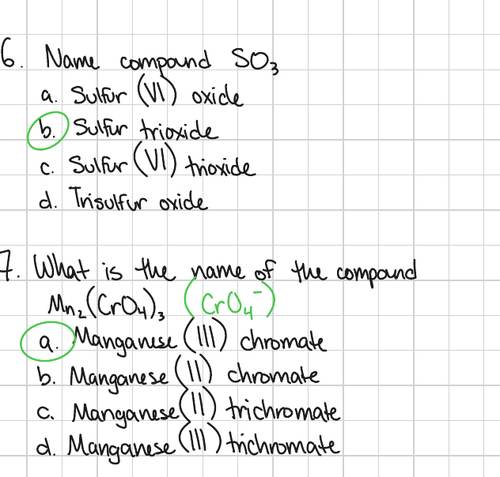 6. Name compound SO₃
a. Sulfur (VI) oxide
b. Sulfur trioxide
c. Sulfur (VI) trioxide
d. Trisulfur oxide
7. What is the name of the compound
Mn₂(CrO₄)₃ (CrO₄⁻)
a. Manganese (III) chromate
b. Manganese (II) chromate
c. Manganese (II) trichromate
d. Manganese (III) trichromate